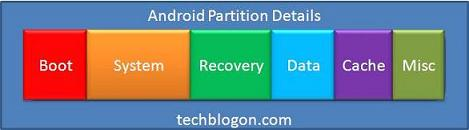 Android Partition Details
Boot System Recovery Data Cache Misc
techblogon.com